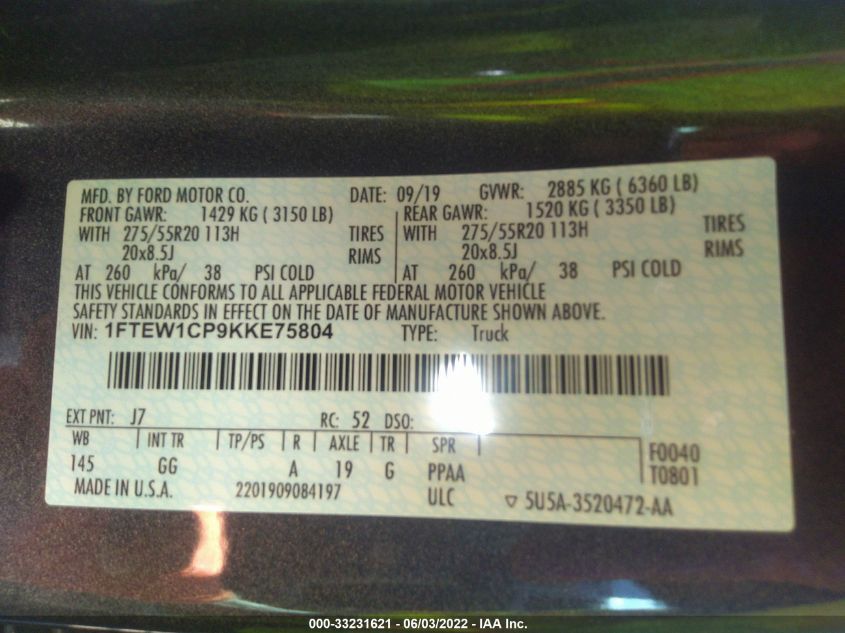 MFD. BY FORD MOTOR CO. DATE: 09/19 GVWR: 2885 KG ( 6360 LB)
FRONT GAWR: 1429 KG ( 3150 LB) REAR GAWR: 1520 KG ( 3350 LB)
WITH 275/55R20 113H TIRES WITH 275/55R20 113H TIRES
20x8.5J RIMS 20x8.5J RIMS
AT 260 kPa/ 38 PSI COLD AT 260 kPa/ 38 PSI COLD
THIS VEHICLE CONFORMS TO ALL APPLICABLE FEDERAL MOTOR VEHICLE
SAFETY STANDARDS IN EFFECT ON THE DATE OF MANUFACTURE SHOWN ABOVE.
VIN: 1FTEW1CP9KKE75804 TYPE: Truck
EXT PNT: J7 RC: 52 DSO:
WB INT TR TP/PS R AXLE TR SPR F0040
145 GG A 19 G PPAA T0801
MADE IN U.S.A. 2201909084197 ULC ▽ 5U5A-3520472-AA
000-33231621 - 06/03/2022 - IAA Inc.